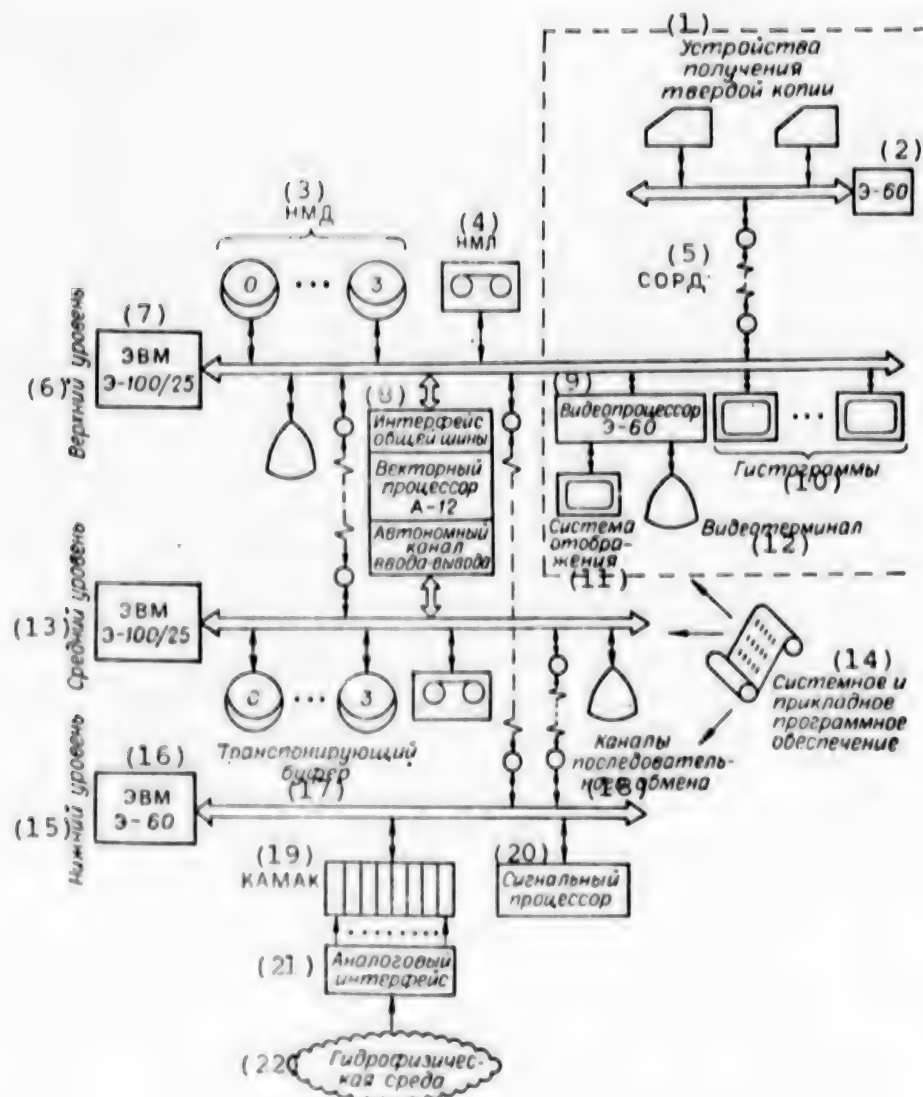 (1)
Устройства
получения
твердой копии
(2)
Э-60
(3)
НМД
(4)
НМЛ
(5)
СОРД
0 ... 3
(6)
Верхний уровень
(7)
ЭВМ
Э-100/25
(8)
Интерфейс
общей шины
Векторный
процессор
А-12
Автономный
канал
ввода-вывода
(9)
Видеопроцессор
Э-60
...
Гистограммы
(10)
Система
отобра-
жения
(11)
Видеотерминал
(12)
(13)
Средний уровень
ЭВМ
Э-100/25
0 ... 3
(14)
Системное и
прикладное
программное
обеспечение
Транспонирующий
буфер
(17)
Каналы
последователь-
ного обмена
(18)
(15)
Нижний уровень
(16)
ЭВМ
Э-60
(19)
КАМАК
(20)
Сигнальный
процессор
(21)
Аналоговый
интерфейс
(22)
Гидрофизичес-
кая среда